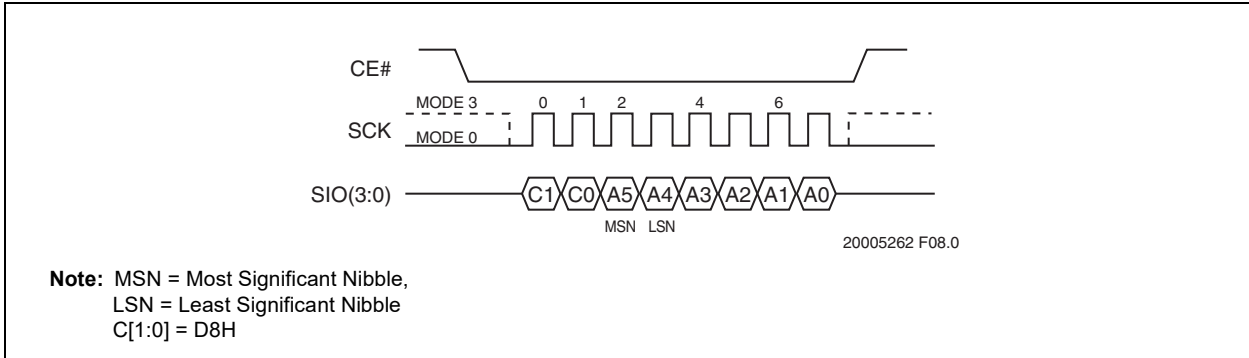 CE#
MODE 3 0 1 2 4 6
SCK
MODE 0
SIO(3:0) C1 C0 A5 A4 A3 A2 A1 A0
MSN LSN
20005262 F08.0
Note: MSN = Most Significant Nibble,
LSN = Least Significant Nibble
C[1:0] = D8H